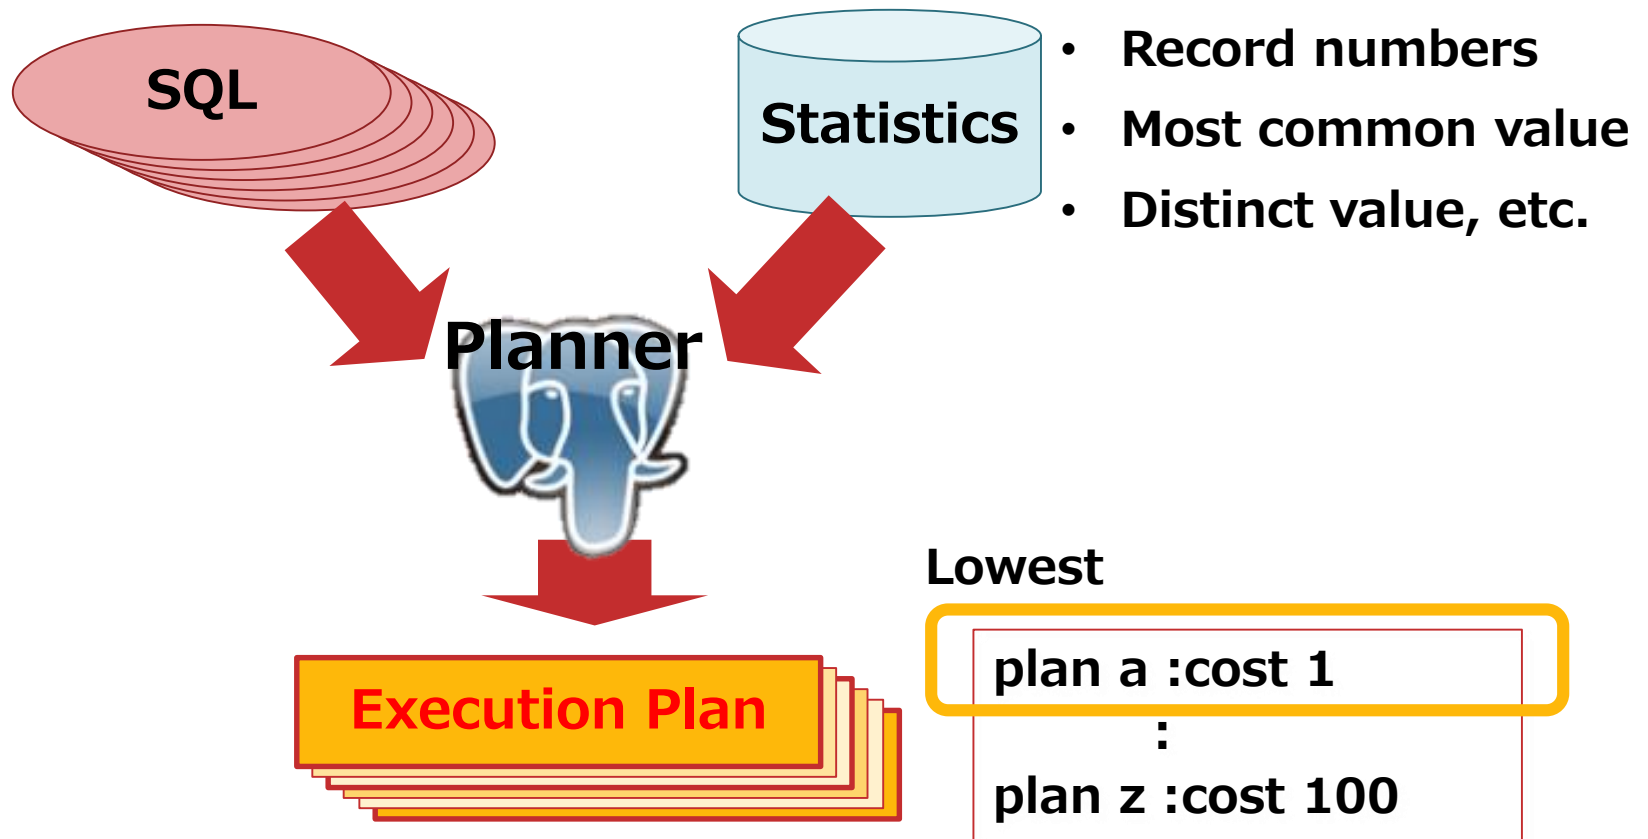 SQL
Statistics
• Record numbers
• Most common value
• Distinct value, etc.
Planner
Lowest
Execution Plan
plan a :cost 1
:
plan z :cost 100